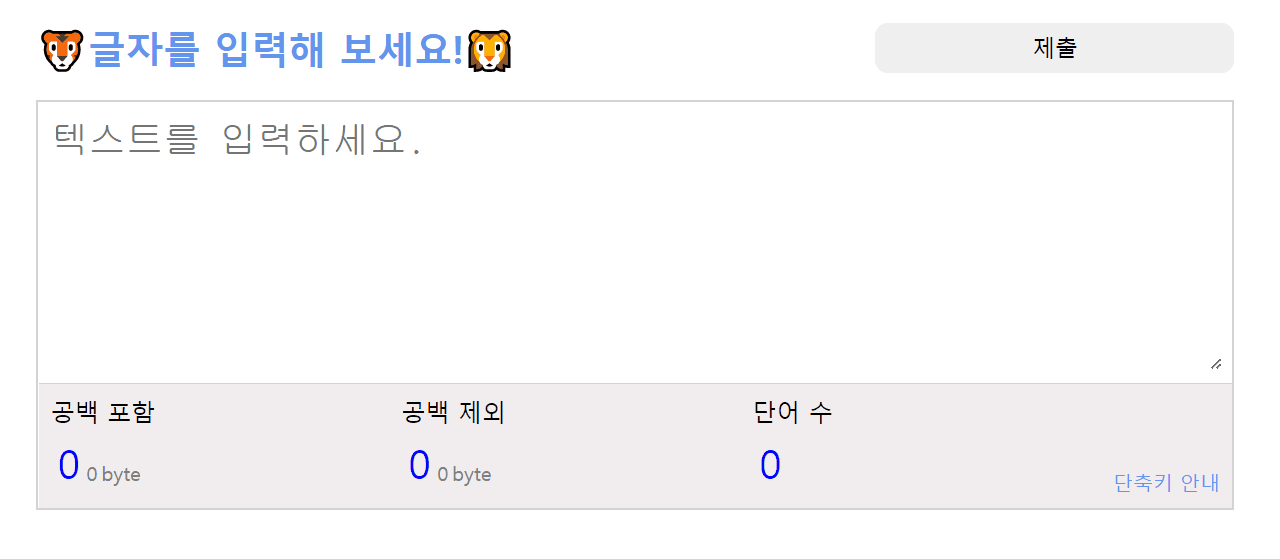 🐯글자를 입력해 보세요!🦁
제출
텍스트를 입력하세요.
공백 포함
공백 제외
단어 수
0 0 byte
0 0 byte
0
단축키 안내